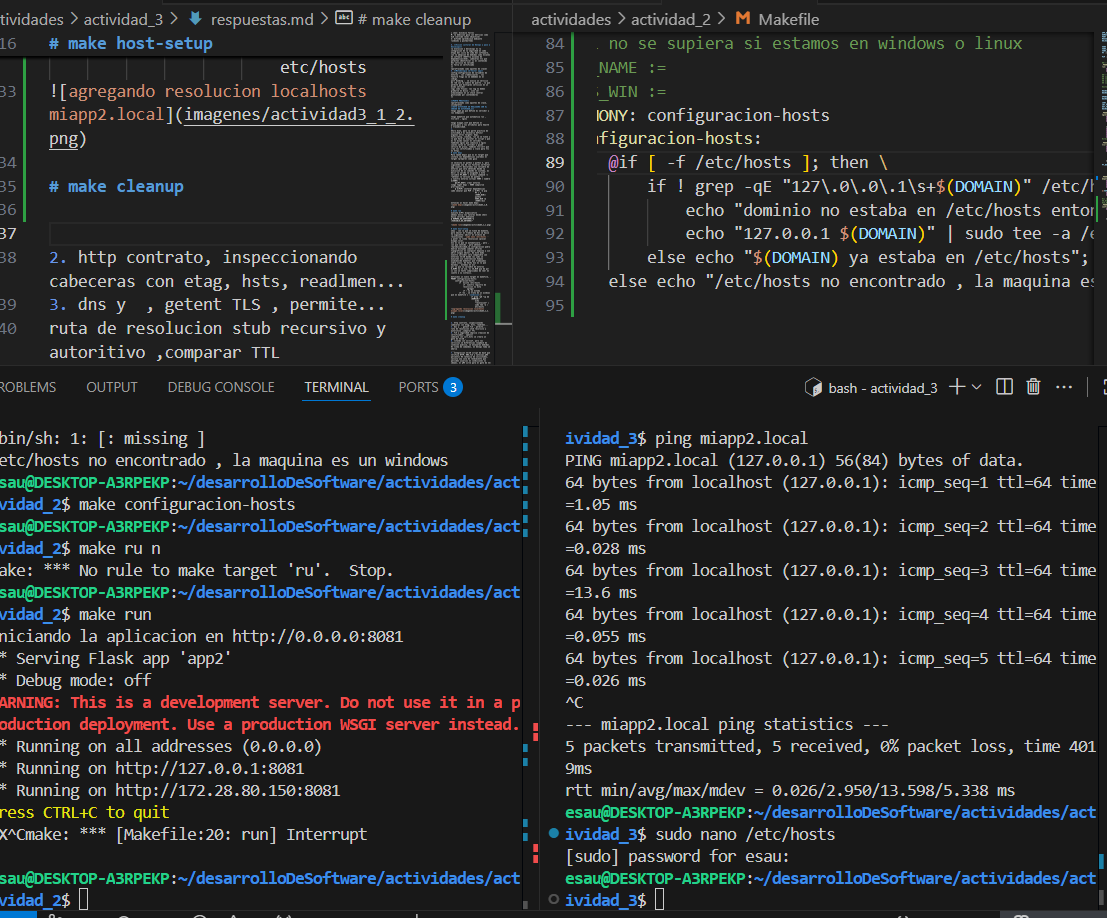 tividades > actividad_3 > respuestas.md > # make cleanup
16 # make host-setup
etc/hosts
33 ![agregando resolucion localhosts
miapp2.local](imagenes/actividad3_1_2.
png)
34
35 # make cleanup
36
37
38 2. http contrato, inspeccionando
cabeceras con etag, hsts, readlmen...
39 3. dns y , getent TLS , permite...
40 ruta de resolucion stub recursivo y
autoritivo ,comparar TTL
actividades > actividad_2 > Makefile
84 no se supiera si estamos en windows o linux
85 _NAME :=
86 S_WIN :=
87 HONY: configuracion-hosts
88 nfiguracion-hosts:
89 @if [ -f /etc/hosts ]; then \
90 if ! grep -qE "127\.0\.0\.1\s+$(DOMAIN)" /etc/h
91 echo "dominio no estaba en /etc/hosts enton
92 echo "127.0.0.1 $(DOMAIN)" | sudo tee -a /e
93 else echo "$(DOMAIN) ya estaba en /etc/hosts";
94 else echo "/etc/hosts no encontrado , la maquina es
95
ROBLEMS OUTPUT DEBUG CONSOLE TERMINAL PORTS 3
bash - actividad_3
bin/sh: 1: [: missing ]
etc/hosts no encontrado , la maquina es un windows
sau@DESKTOP-A3RPEKP:~/desarrolloDeSoftware/actividades/act
vidad_2$ make configuracion-hosts
sau@DESKTOP-A3RPEKP:~/desarrolloDeSoftware/actividades/act
vidad_2$ make ru n
ake: *** No rule to make target 'ru'.  Stop.
sau@DESKTOP-A3RPEKP:~/desarrolloDeSoftware/actividades/act
vidad_2$ make run
niciando la aplicacion en http://0.0.0.0:8081
* Serving Flask app 'app2'
* Debug mode: off
ARNING: This is a development server. Do not use it in a p
oduction deployment. Use a production WSGI server instead.
* Running on all addresses (0.0.0.0)
* Running on http://127.0.0.1:8081
* Running on http://172.28.80.150:8081
ress CTRL+C to quit
X^Cmake: *** [Makefile:20: run] Interrupt
sau@DESKTOP-A3RPEKP:~/desarrolloDeSoftware/actividades/act
vidad_2$
ividad_3$ ping miapp2.local
PING miapp2.local (127.0.0.1) 56(84) bytes of data.
64 bytes from localhost (127.0.0.1): icmp_seq=1 ttl=64 time
=1.05 ms
64 bytes from localhost (127.0.0.1): icmp_seq=2 ttl=64 time
=0.028 ms
64 bytes from localhost (127.0.0.1): icmp_seq=3 ttl=64 time
=13.6 ms
64 bytes from localhost (127.0.0.1): icmp_seq=4 ttl=64 time
=0.055 ms
64 bytes from localhost (127.0.0.1): icmp_seq=5 ttl=64 time
=0.026 ms
^C
--- miapp2.local ping statistics ---
5 packets transmitted, 5 received, 0% packet loss, time 401
9ms
rtt min/avg/max/mdev = 0.026/2.950/13.598/5.338 ms
esau@DESKTOP-A3RPEKP:~/desarrolloDeSoftware/actividades/act
ividad_3$ sudo nano /etc/hosts
[sudo] password for esau:
esau@DESKTOP-A3RPEKP:~/desarrolloDeSoftware/actividades/act
ividad_3$